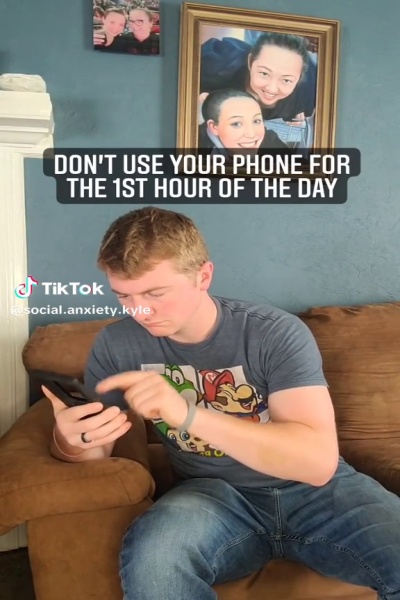 DON'T USE YOUR PHONE FOR
THE 1ST HOUR OF THE DAY
TikTok
@social.anxiety.kyle